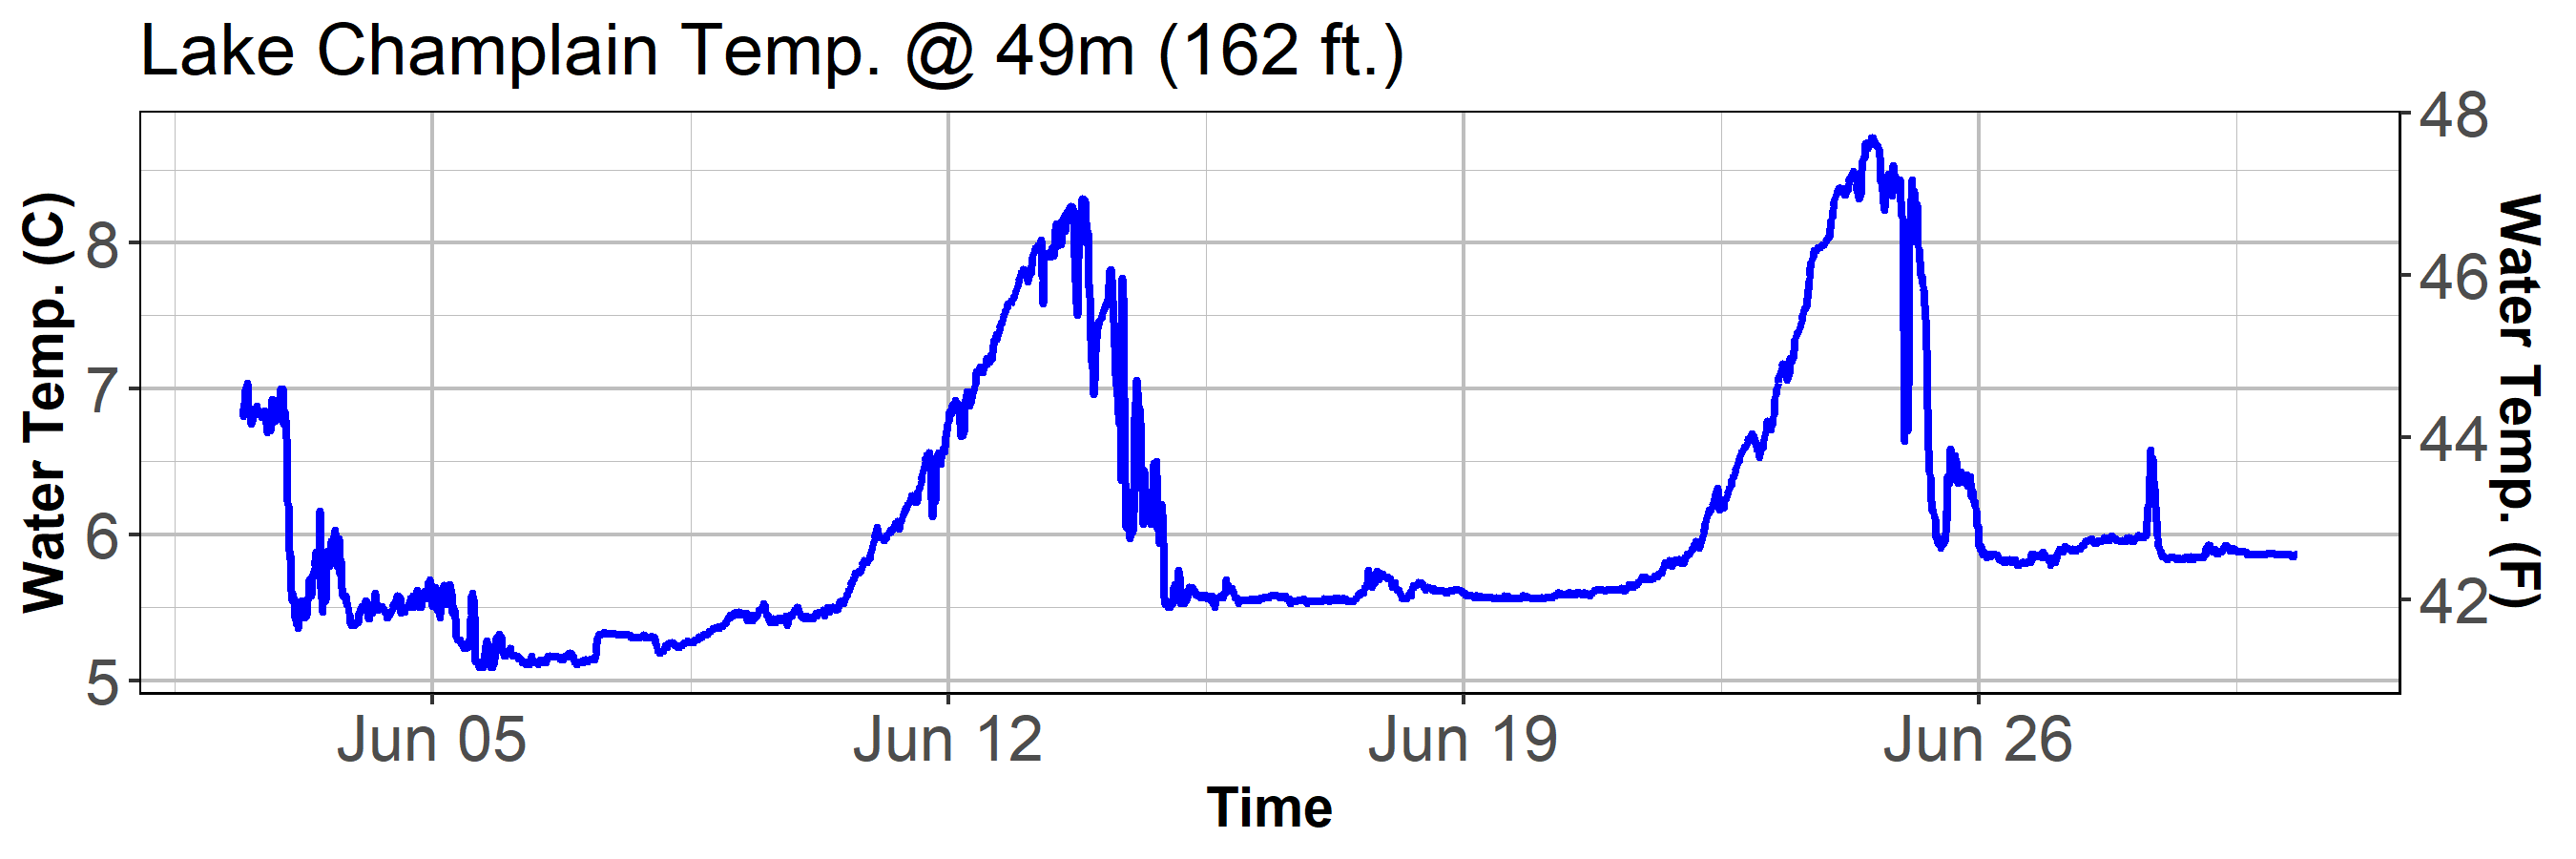 Lake Champlain Temp. @ 49m (162 ft.)
Water Temp. (C)
8
7
6
5
48
46
44
42
Water Temp. (F)
Jun 05
Jun 12
Jun 19
Jun 26
Time